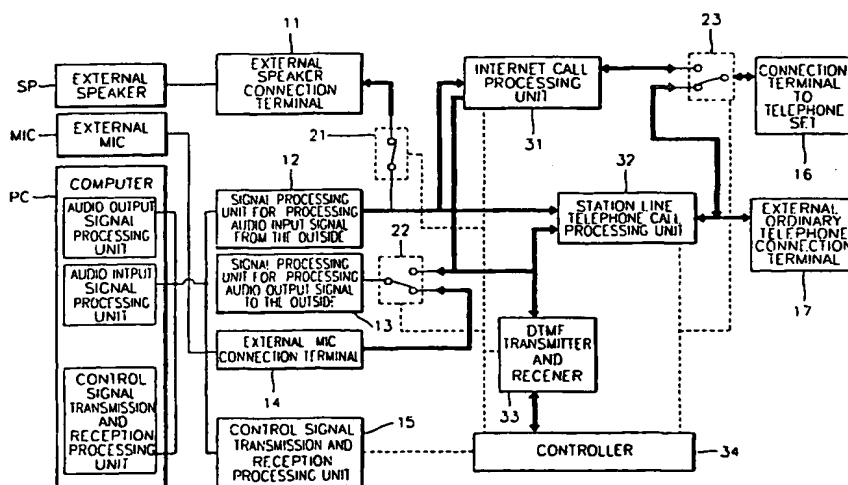 11
EXTERNAL
SPEAKER
CONNECTION
TERMINAL
SP
EXTERNAL
SPEAKER
MIC
EXTERNAL
MIC
PC
COMPUTER
AUDIO OUTPUT
SIGNAL
PROCESSING
UNIT
AUDIO INTPUT
SIGNAL
PROCESSING
UNIT
CONTROL
SIGNAL
TRANSMISSION
AND
RECEPTION
PROCESSING
UNIT
21
12
SIGNAL PROCESSING
UNIT FOR PROCESSING
AUDIO INPUT SIGNAL
FROM THE OUTSIDE
22
SIGNAL PROCESSING
UNIT FOR PROCESSING
AUDIO OUTPUT SIGNAL
TO THE OUTSIDE
13
EXTERNAL MIC
CONNECTION TERMINAL
14
15
CONTROL SIGNAL
TRANSMISSION AND
RECEPTION
PROCESSING UNIT
INTERNET CALL
PROCESSING
UNIT
31
23
CONNECTION
TERMINAL
TO
TELEPHONE
SET
16
32
STATION LINE
TELEPHONE CALL
PROCESSING UNIT
EXTERNAL
ORDINARY
TELEPHONE
CONNECTION
TERMINAL
17
DTMF
TRANSMITTER
AND
RECENER
33
CONTROLLER
34